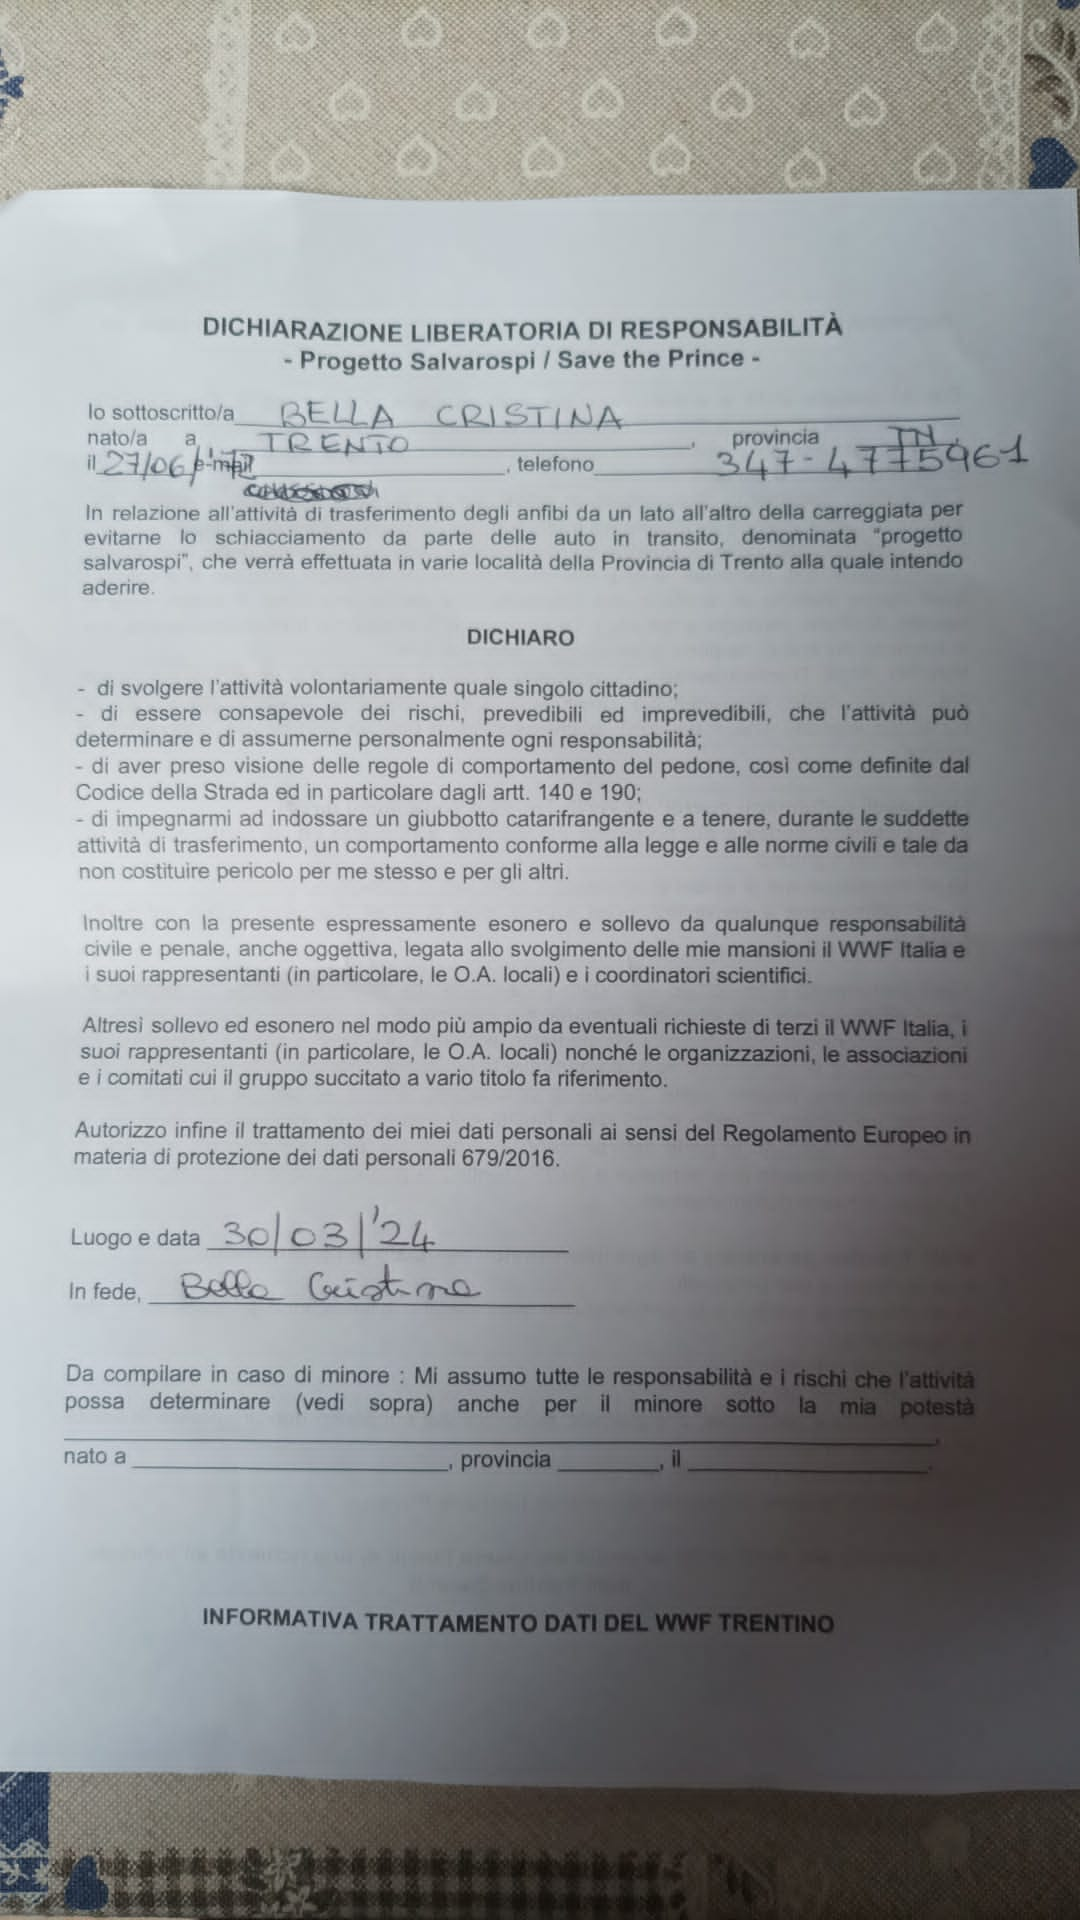 DICHIARAZIONE LIBERATORIA DI RESPONSABILITÀ
- Progetto Salvarospi / Save the Prince -
Io sottoscritto/a BELLA CRISTINA
nato/a a TRENTO, provincia TN,
il 27/06/'72 e-mail, telefono 347-4775961
In relazione all'attività di trasferimento degli anfibi da un lato all'altro della carreggiata per
evitarne lo schiacciamento da parte delle auto in transito, denominata “progetto
salvarospi”, che verrà effettuata in varie località della Provincia di Trento alla quale intendo
aderire.
DICHIARO
- di svolgere l'attività volontariamente quale singolo cittadino;
- di essere consapevole dei rischi, prevedibili ed imprevedibili, che l'attività può
determinare e di assumerne personalmente ogni responsabilità;
- di aver preso visione delle regole di comportamento del pedone, così come definite dal
Codice della Strada ed in particolare dagli artt. 140 e 190;
- di impegnarmi ad indossare un giubbotto catarifrangente e a tenere, durante le suddette
attività di trasferimento, un comportamento conforme alla legge e alle norme civili e tale da
non costituire pericolo per me stesso e per gli altri.
Inoltre con la presente espressamente esonero e sollevo da qualunque responsabilità
civile e penale, anche oggettiva, legata allo svolgimento delle mie mansioni il WWF Italia e
i suoi rappresentanti (in particolare, le O.A. locali) e i coordinatori scientifici.
Altresì sollevo ed esonero nel modo più ampio da eventuali richieste di terzi il WWF Italia, i
suoi rappresentanti (in particolare, le O.A. locali) nonché le organizzazioni, le associazioni
e i comitati cui il gruppo succitato a vario titolo fa riferimento.
Autorizzo infine il trattamento dei miei dati personali ai sensi del Regolamento Europeo in
materia di protezione dei dati personali 679/2016.
Luogo e data 30/03/'24
In fede, Bella Cristina
Da compilare in caso di minore : Mi assumo tutte le responsabilità e i rischi che l'attività
possa determinare (vedi sopra) anche per il minore sotto la mia potestà
nato a , provincia , il .
INFORMATIVA TRATTAMENTO DATI DEL WWF TRENTINO